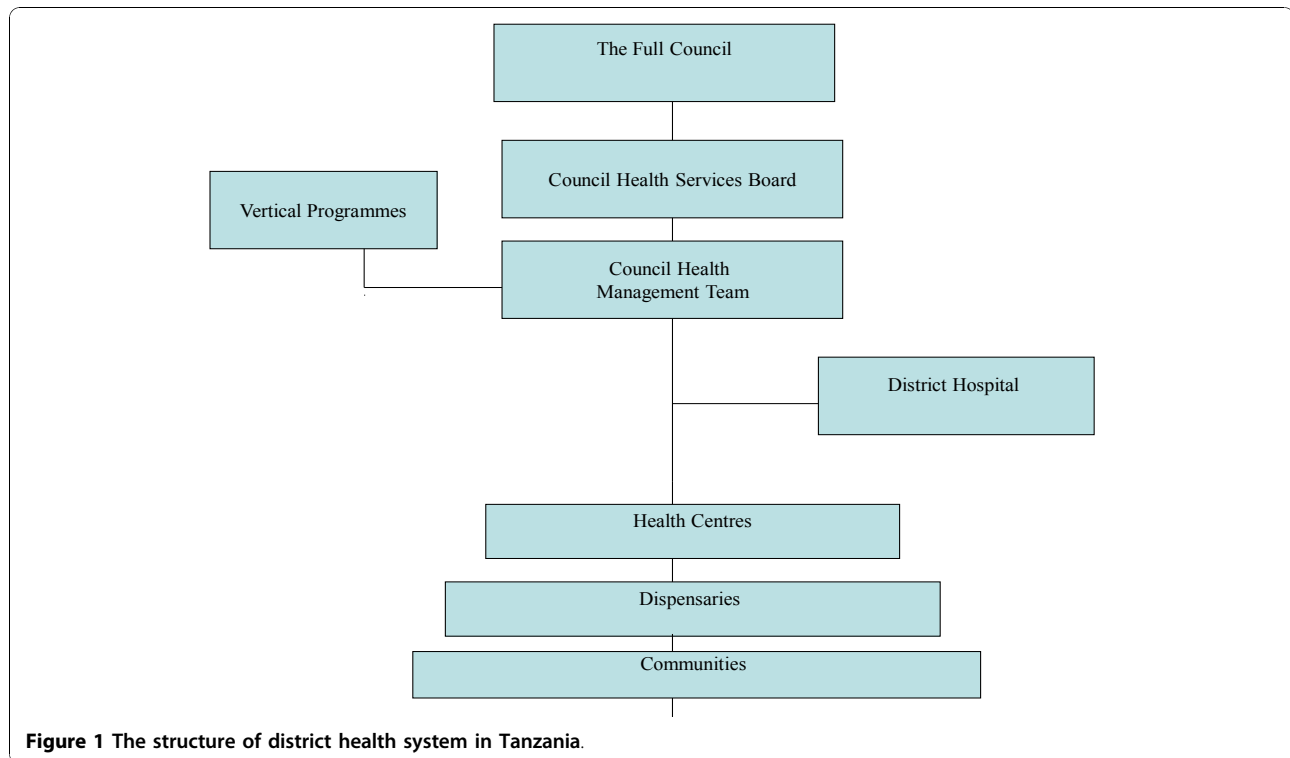 The Full Council
Council Health Services Board
Vertical Programmes
Council Health
Management Team
District Hospital
Health Centres
Dispensaries
Communities
Figure 1 The structure of district health system in Tanzania.